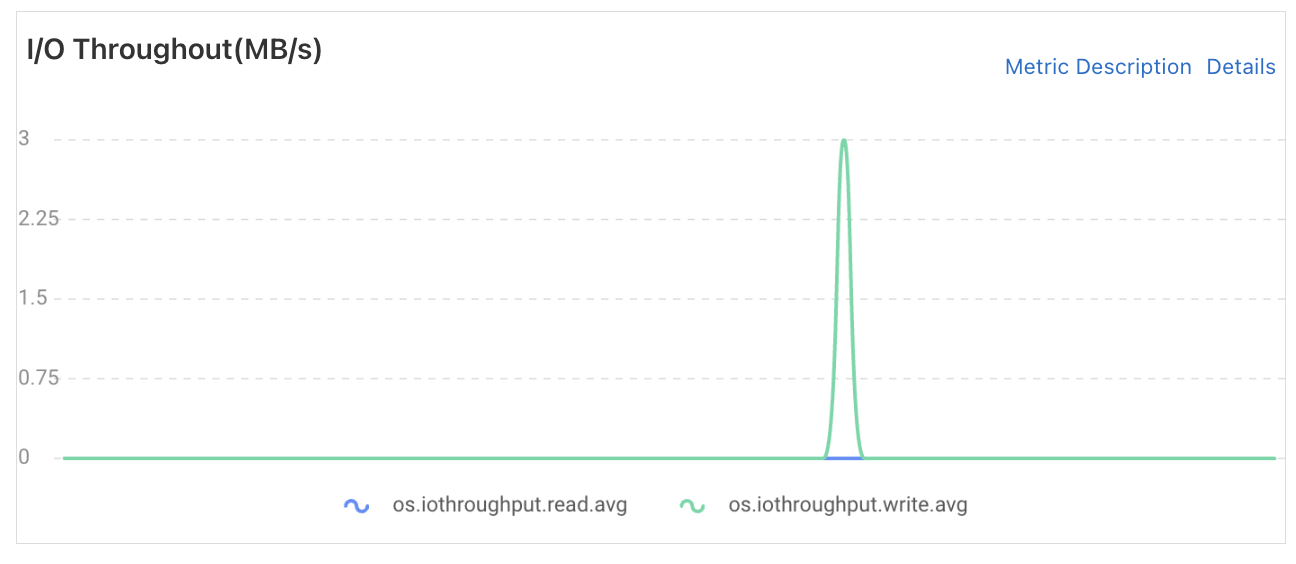 I/O Throughout(MB/s)
Metric Description Details
3
2.25
1.5
0.75
0
os.iothroughput.read.avg os.iothroughput.write.avg